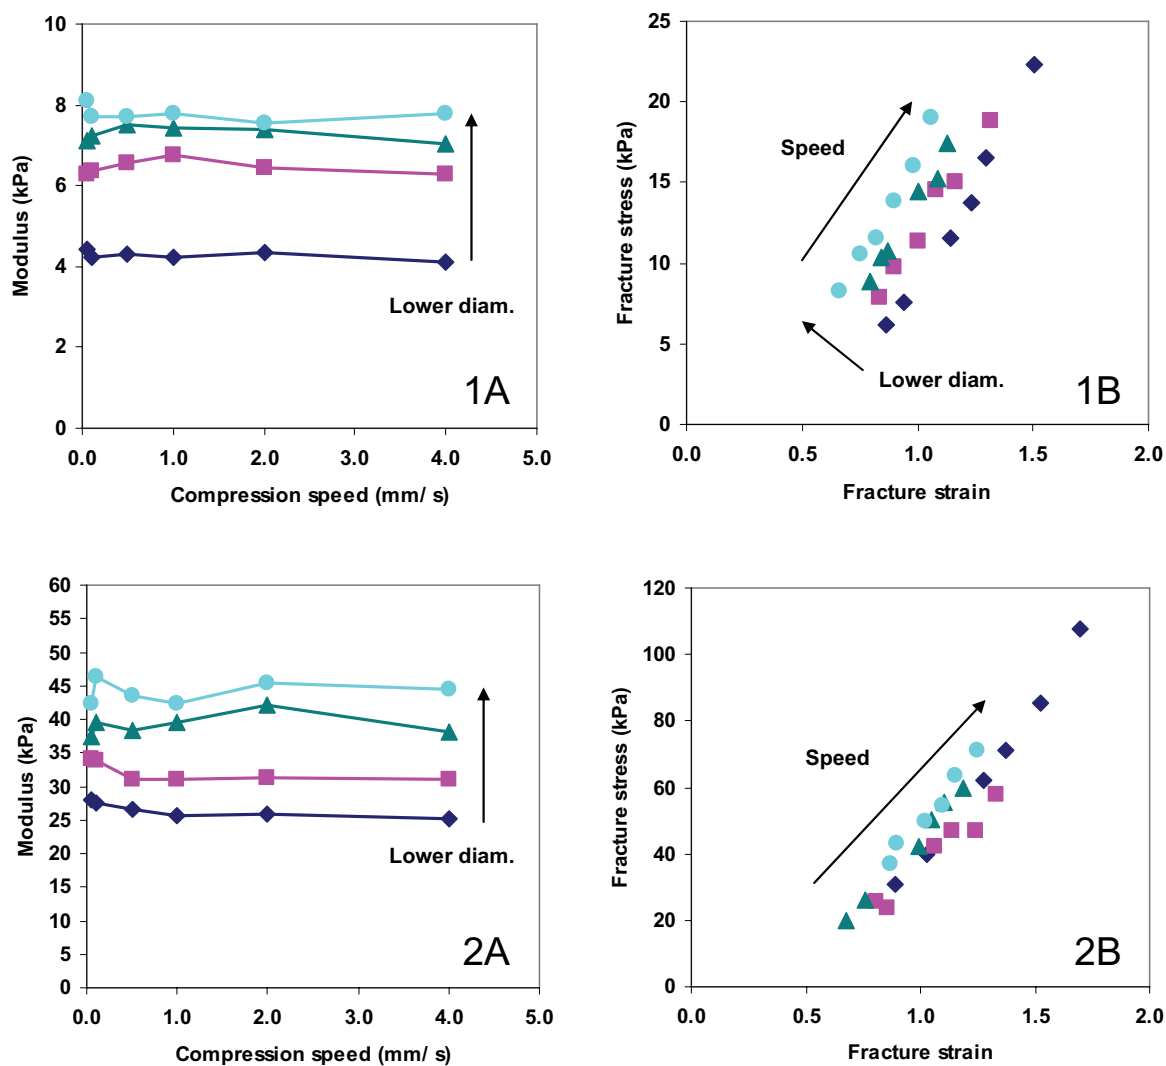 10
8
6
4
2
0
Modulus (kPa)
0.0 1.0 2.0 3.0 4.0 5.0
Compression speed (mm/ s)
Lower diam.
1A
25
20
15
10
5
0
Fracture stress (kPa)
0.0 0.5 1.0 1.5 2.0
Fracture strain
Speed
Lower diam.
1B
60
55
50
45
40
35
30
25
20
15
10
5
0
Modulus (kPa)
0.0 1.0 2.0 3.0 4.0 5.0
Compression speed (mm/ s)
Lower diam.
2A
120
100
80
60
40
20
0
Fracture stress (kPa)
0.0 0.5 1.0 1.5 2.0
Fracture strain
Speed
2B